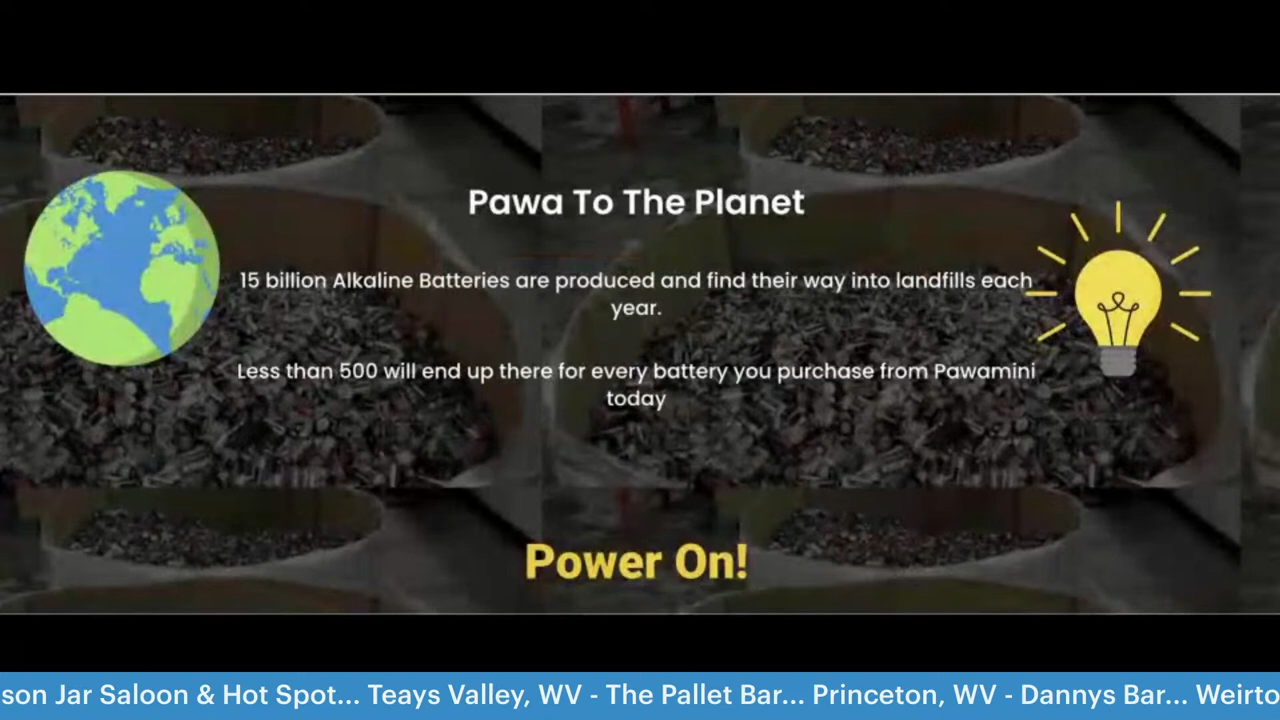 Pawa To The Planet
15 billion Alkaline Batteries are produced and find their way into landfills each
year.
Less than 500 will end up there for every battery you purchase from Pawamini
today
Power On!
son Jar Saloon & Hot Spot... Teays Valley, WV - The Pallet Bar... Princeton, WV - Dannys Bar... Weirto